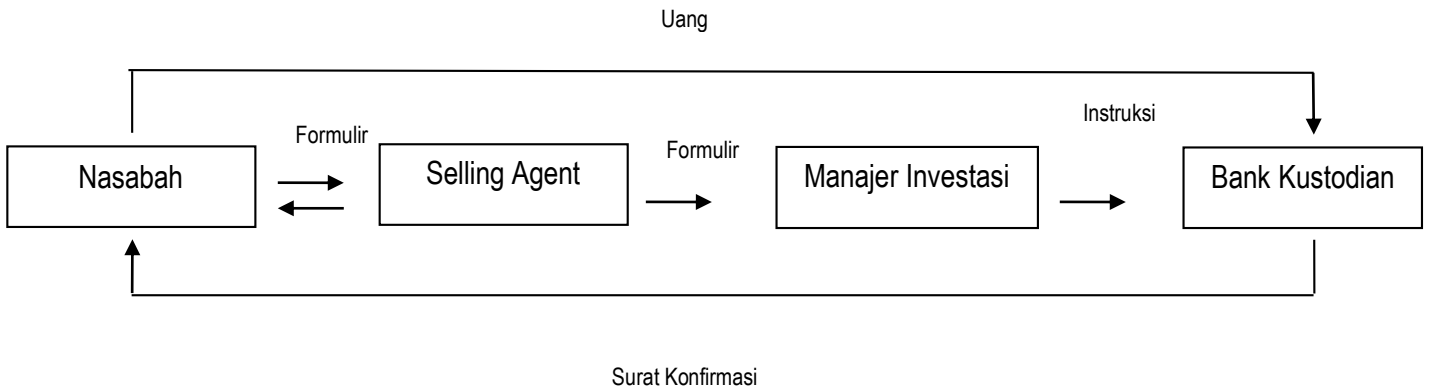 Uang
Instruksi
Formulir
Formulir
Nasabah
Selling Agent
Manajer Investasi
Bank Kustodian
Surat Konfirmasi